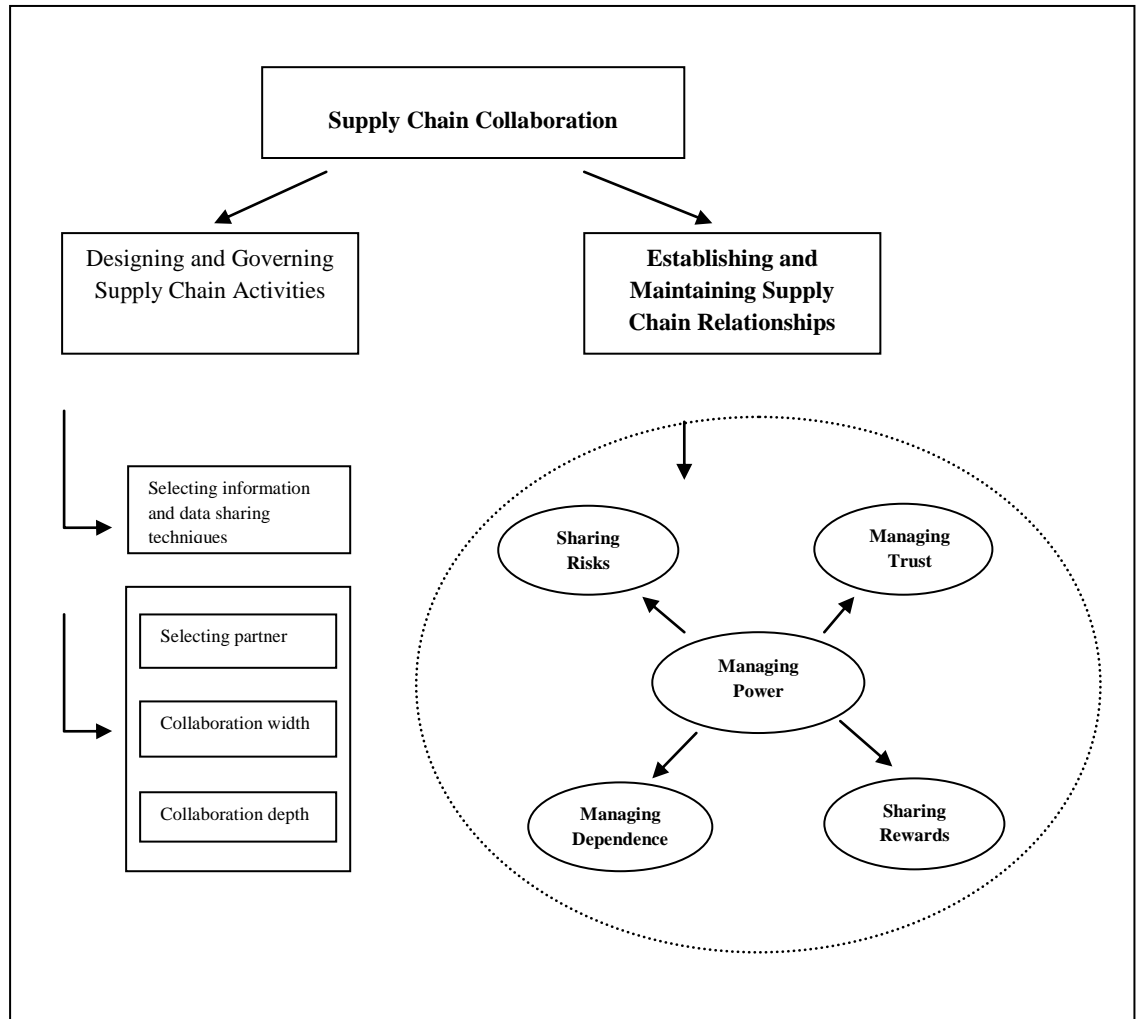 Supply Chain Collaboration
Designing and Governing
Supply Chain Activities
Establishing and
Maintaining Supply
Chain Relationships
Selecting information
and data sharing
techniques
Selecting partner
Collaboration width
Collaboration depth
Sharing
Risks
Managing
Trust
Managing
Power
Managing
Dependence
Sharing
Rewards